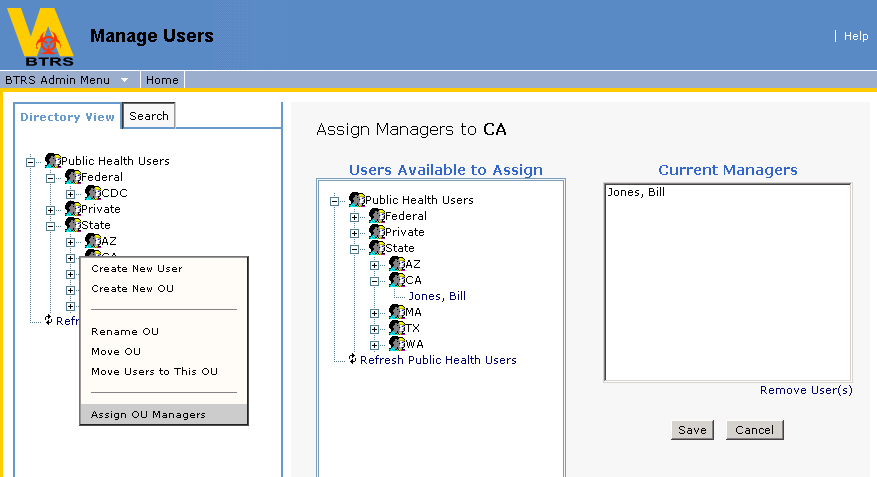 VA
BTRS
Manage Users
| Help
BTRS Admin Menu
Home
Directory View
Search
Public Health Users
Federal
CDC
Private
State
AZ
CA
Refr
Create New User
Create New OU
Rename OU
Move OU
Move Users to This OU
Assign OU Managers
Assign Managers to CA
Users Available to Assign
Public Health Users
Federal
Private
State
AZ
CA
Jones, Bill
MA
TX
WA
Refresh Public Health Users
Current Managers
Jones, Bill
Remove User(s)
Save
Cancel